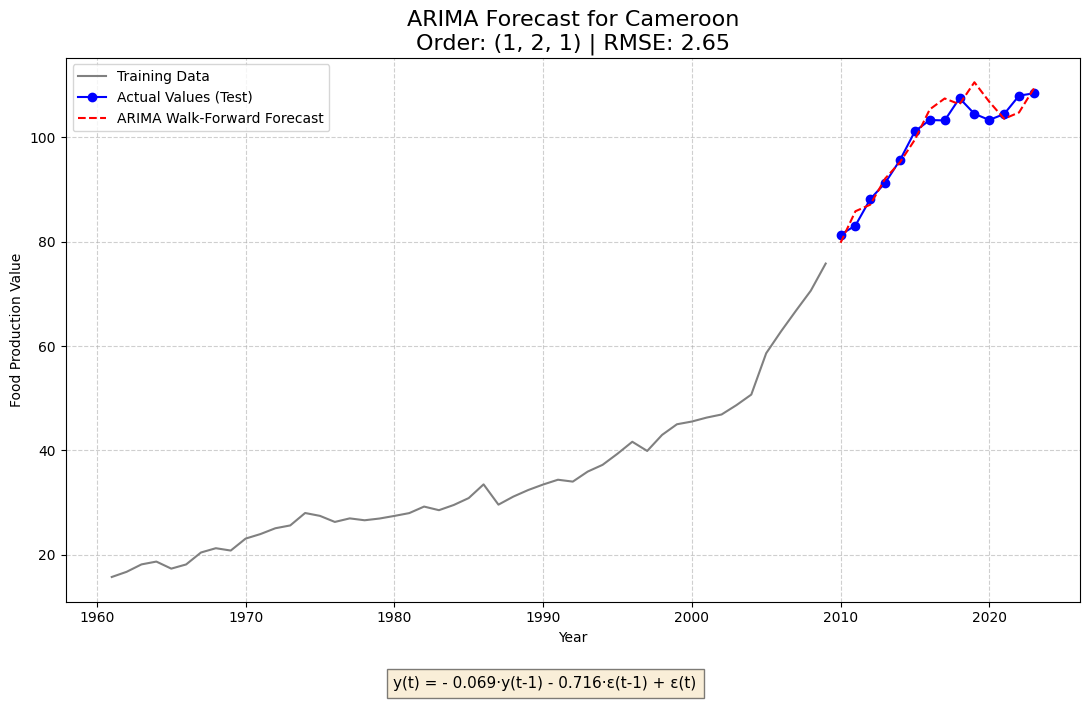 ARIMA Forecast for Cameroon
Order: (1, 2, 1) | RMSE: 2.65
Training Data
Actual Values (Test)
ARIMA Walk-Forward Forecast
Food Production Value
100
80
60
40
20
1960 1970 1980 1990 2000 2010 2020
Year
y(t) = - 0.069·y(t-1) - 0.716·ε(t-1) + ε(t)